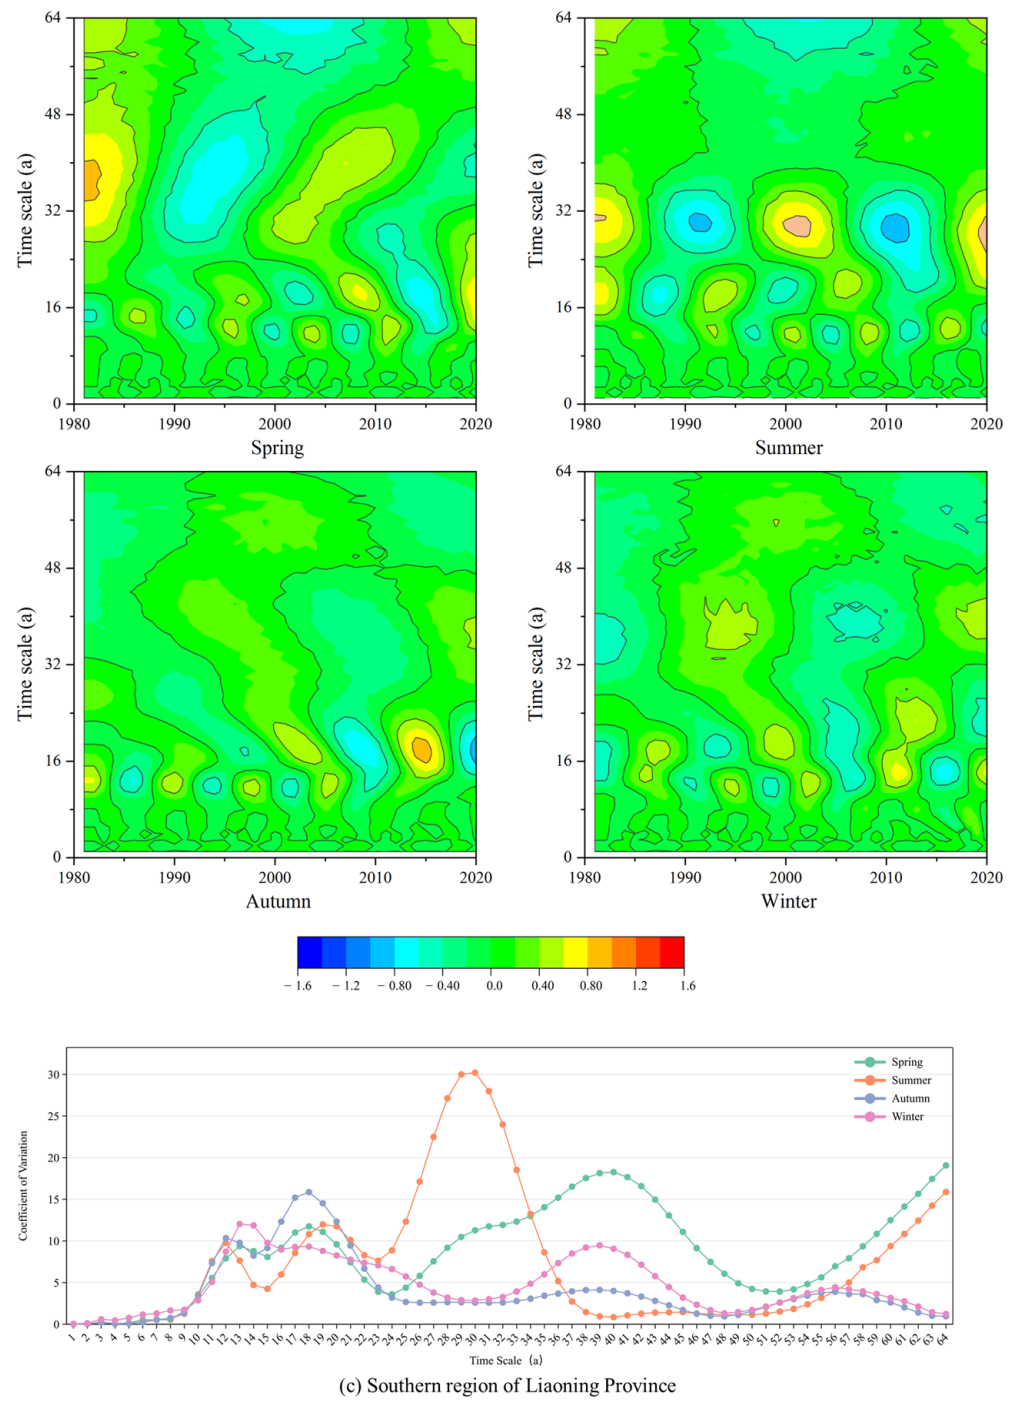 64
48
32
16
0
Time scale (a)
1980
1990
2000
2010
2020
Spring
64
48
32
16
0
Time scale (a)
1980
1990
2000
2010
2020
Summer
64
48
32
16
0
Time scale (a)
1980
1990
2000
2010
2020
Autumn
64
48
32
16
0
Time scale (a)
1980
1990
2000
2010
2020
Winter
− 1.6 − 1.2 − 0.80 − 0.40 0.0 0.40 0.80 1.2 1.6
30
25
20
15
10
5
0
Coefficient of Variation
Spring
Summer
Autumn
Winter
1 2 3 4 5 6 7 8 9 10 11 12 13 14 15 16 17 18 19 20 21 22 23 24 25 26 27 28 29 30 31 32 33 34 35 36 37 38 39 40 41 42 43 44 45 46 47 48 49 50 51 52 53 54 55 56 57 58 59 60 61 62 63 64
Time Scale (a)
(c) Southern region of Liaoning Province